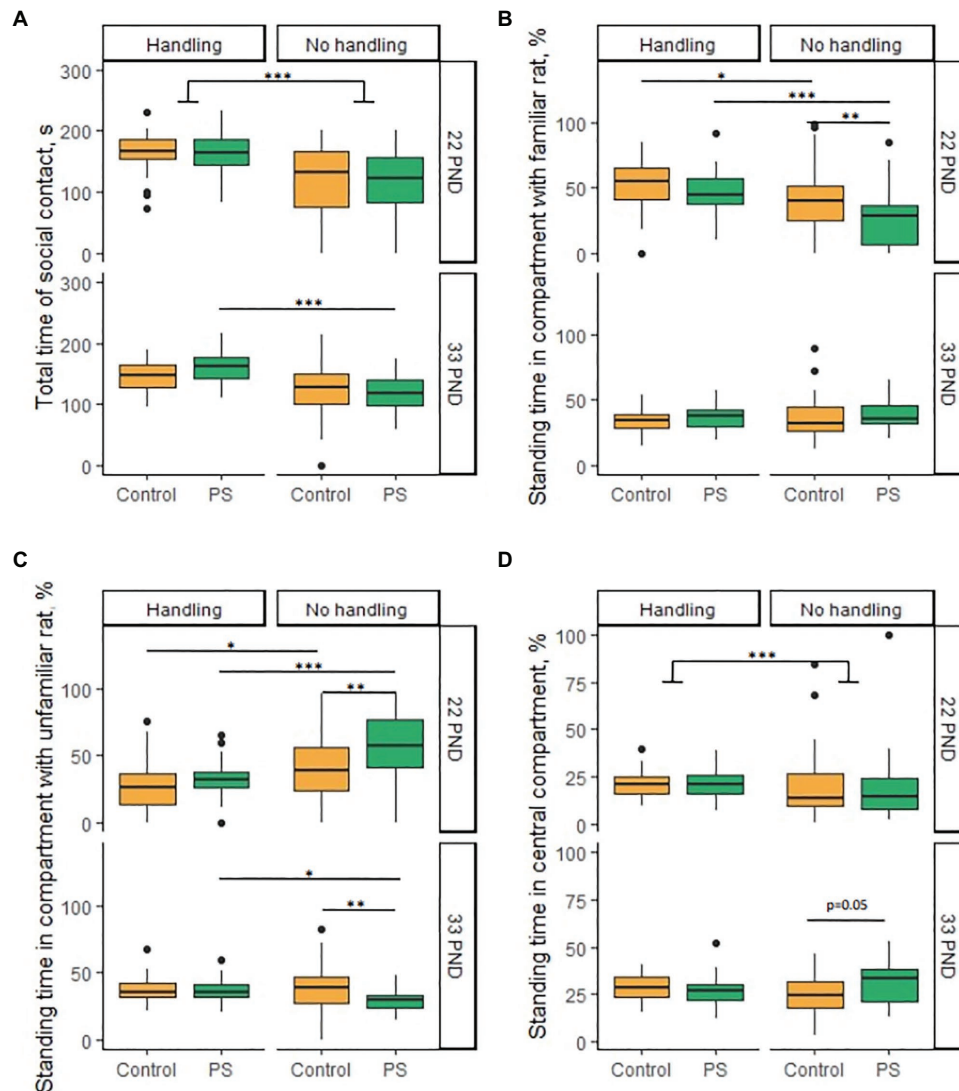 A
Handling
No handling
Total time of social contact, s
300
200
100
0
***
22 PND
300
200
100
0
***
33 PND
Control
PS
Control
PS
B
Handling
No handling
Standing time in compartment with familiar rat, %
100
50
0
*
***
**
22 PND
100
50
0
33 PND
Control
PS
Control
PS
C
Handling
No handling
Standing time in compartment with unfamiliar rat, %
100
50
0
*
***
**
22 PND
100
50
0
*
**
33 PND
Control
PS
Control
PS
D
Handling
No handling
Standing time in central compartment, %
100
75
50
25
0
***
22 PND
100
75
50
25
0
p=0.05
33 PND
Control
PS
Control
PS